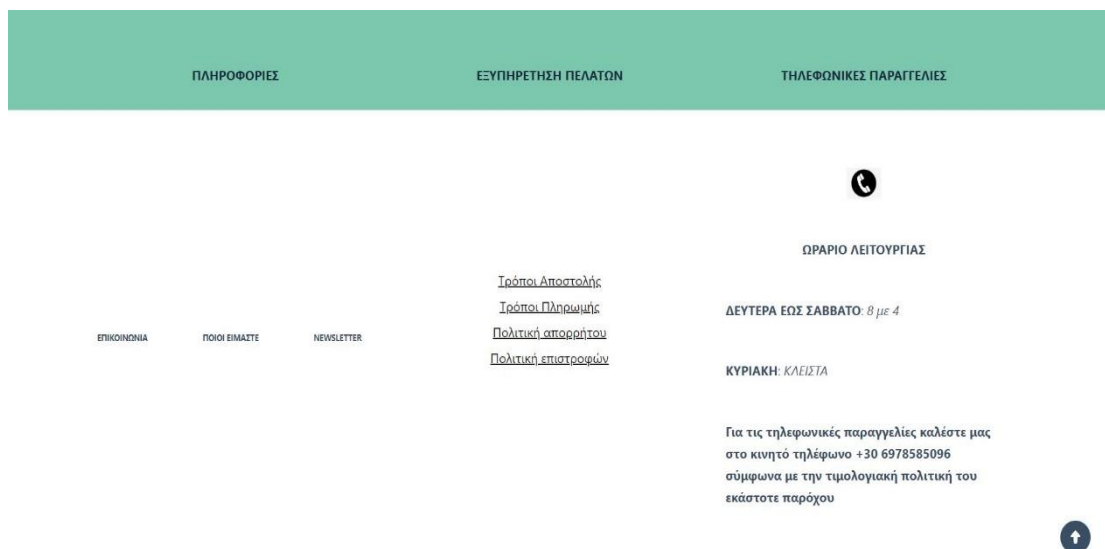 ΠΛΗΡΟΦΟΡΙΕΣ
ΕΞΥΠΗΡΕΤΗΣΗ ΠΕΛΑΤΩΝ
ΤΗΛΕΦΩΝΙΚΕΣ ΠΑΡΑΓΓΕΛΙΕΣ
ΕΠΙΚΟΙΝΩΝΙΑ
ΠΟΙΟΙ ΕΙΜΑΣΤΕ
NEWSLETTER
Τρόποι Αποστολής
Τρόποι Πληρωμής
Πολιτική απορρήτου
Πολιτική επιστροφών
ΩΡΑΡΙΟ ΛΕΙΤΟΥΡΓΙΑΣ
ΔΕΥΤΕΡΑ ΕΩΣ ΣΑΒΒΑΤΟ: 8 με 4
ΚΥΡΙΑΚΗ: ΚΛΕΙΣΤΑ
Για τις τηλεφωνικές παραγγελίες καλέστε μας
στο κινητό τηλέφωνο +30 6978585096
σύμφωνα με την τιμολογιακή πολιτική του
εκάστοτε παρόχου